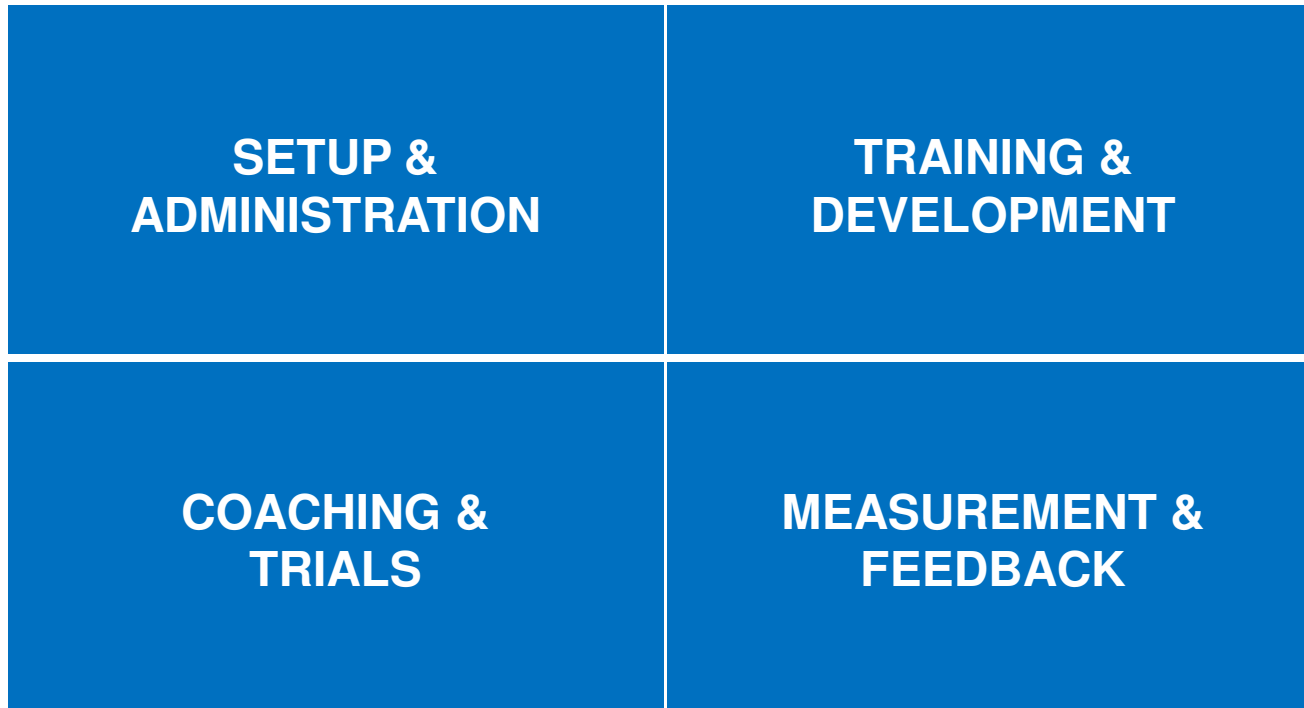 SETUP &
ADMINISTRATION
TRAINING &
DEVELOPMENT
COACHING &
TRIALS
MEASUREMENT &
FEEDBACK